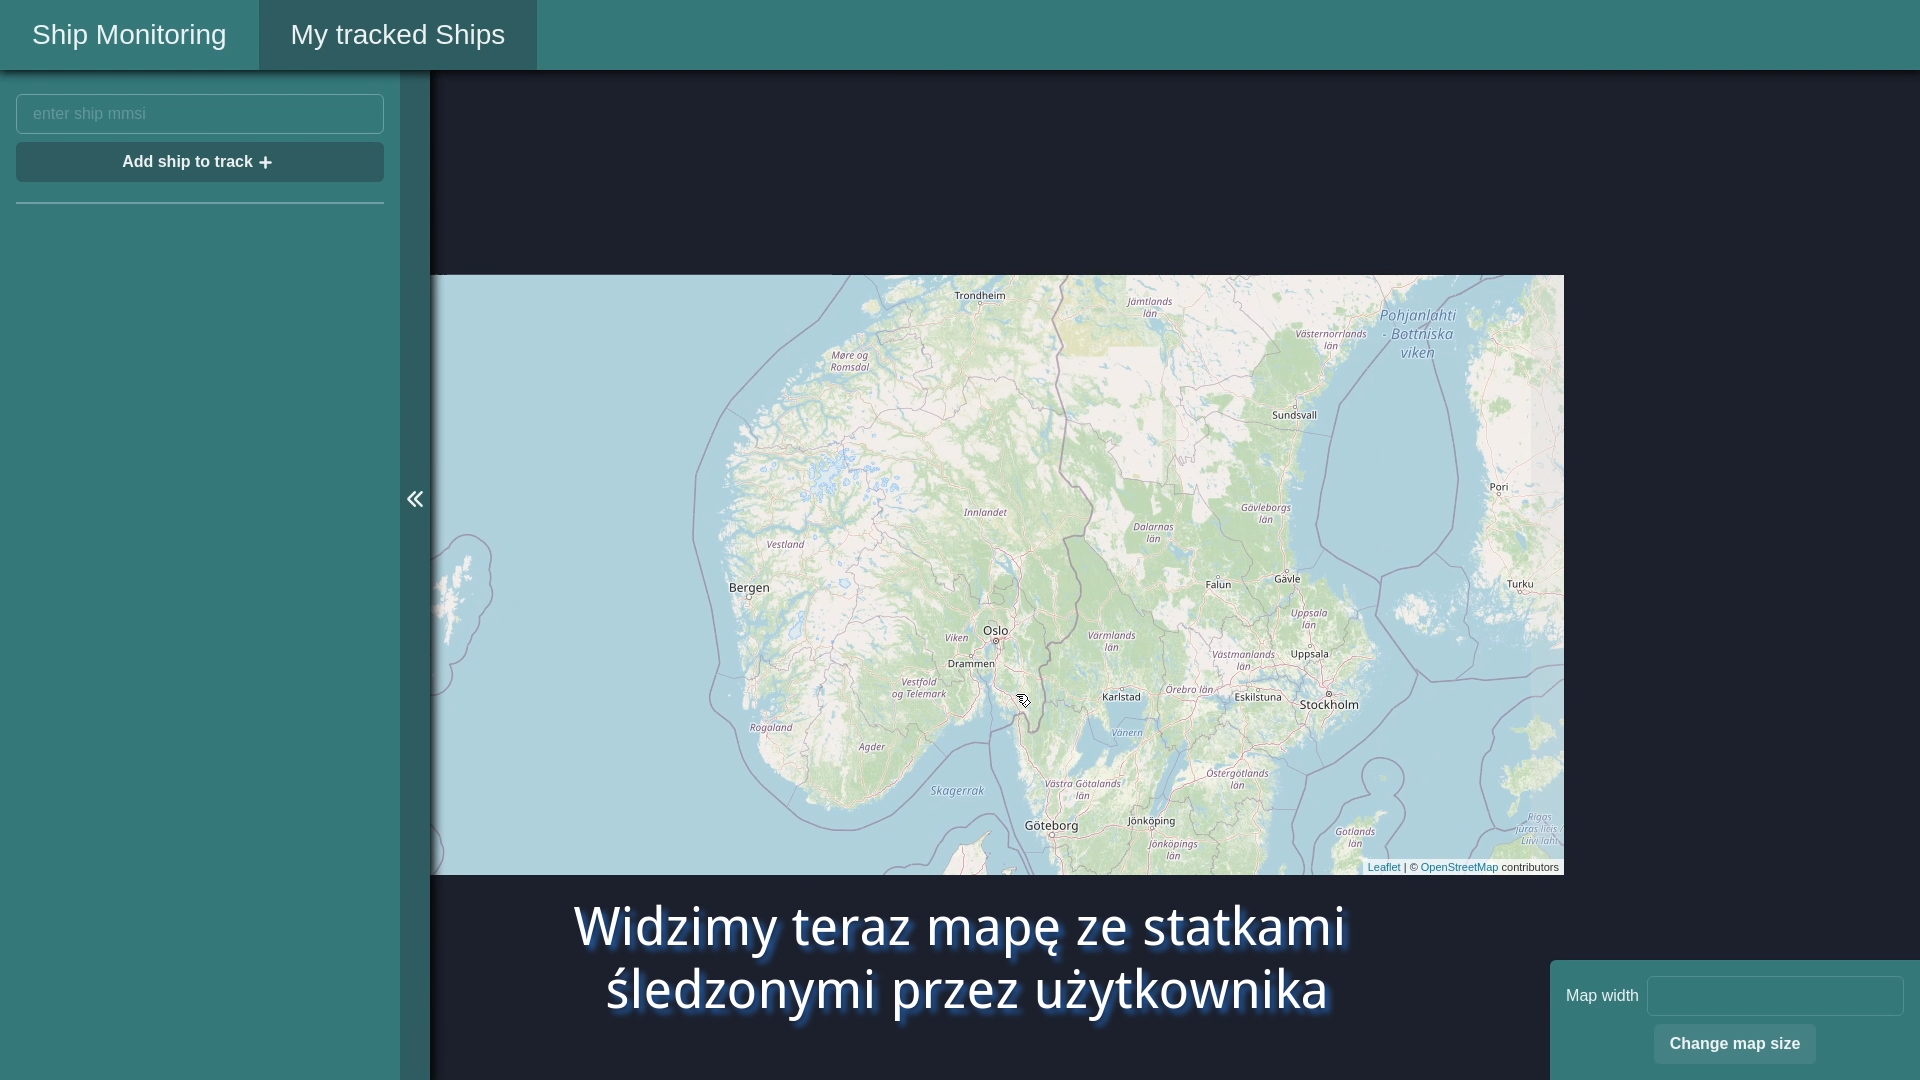 Ship Monitoring
My tracked Ships
enter ship mmsi
Add ship to track
Trondheim
Jämtlands
län
Pohjanlahti
- Bottniska
viken
Västernorrlands
län
Møre og
Romsdal
Sundsvall
Pori
Innlandet
Gävleborgs
län
Dalarnas
län
Vestland
Bergen
Falun
Gävle
Turku
Uppsala
län
Oslo
Viken
Värmlands
län
Drammen
Västmanlands
län
Uppsala
Vestfold
og Telemark
Karlstad
Örebro län
Eskilstuna
Stockholm
Rogaland
Agder
Vänern
Östergötlands
län
Skagerrak
Västra Götalands
län
Göteborg
Jönköping
Jönköpings
län
Gotlands
län
Rīgas
jūras līcis /
Liivi laht
Leaflet | © OpenStreetMap contributors
Widzimy teraz mapę ze statkami
śledzonymi przez użytkownika
Map width
Change map size